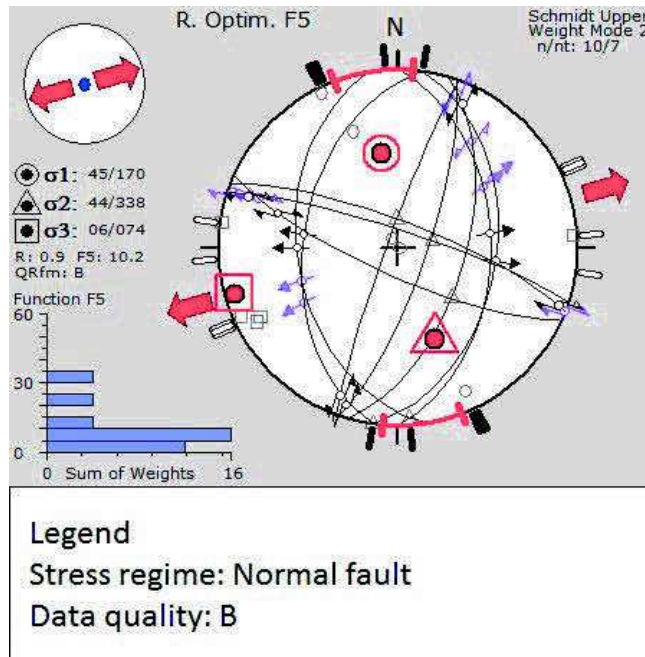 R. Optim. F5
N
Schmidt Upper
Weight Mode 2
n/nt: 10/7
σ1: 45/170
σ2: 44/338
σ3: 06/074
R: 0.9 F5: 10.2
QRfm: B
Function F5
60
30
0
0 Sum of Weights 16
Legend
Stress regime: Normal fault
Data quality: B